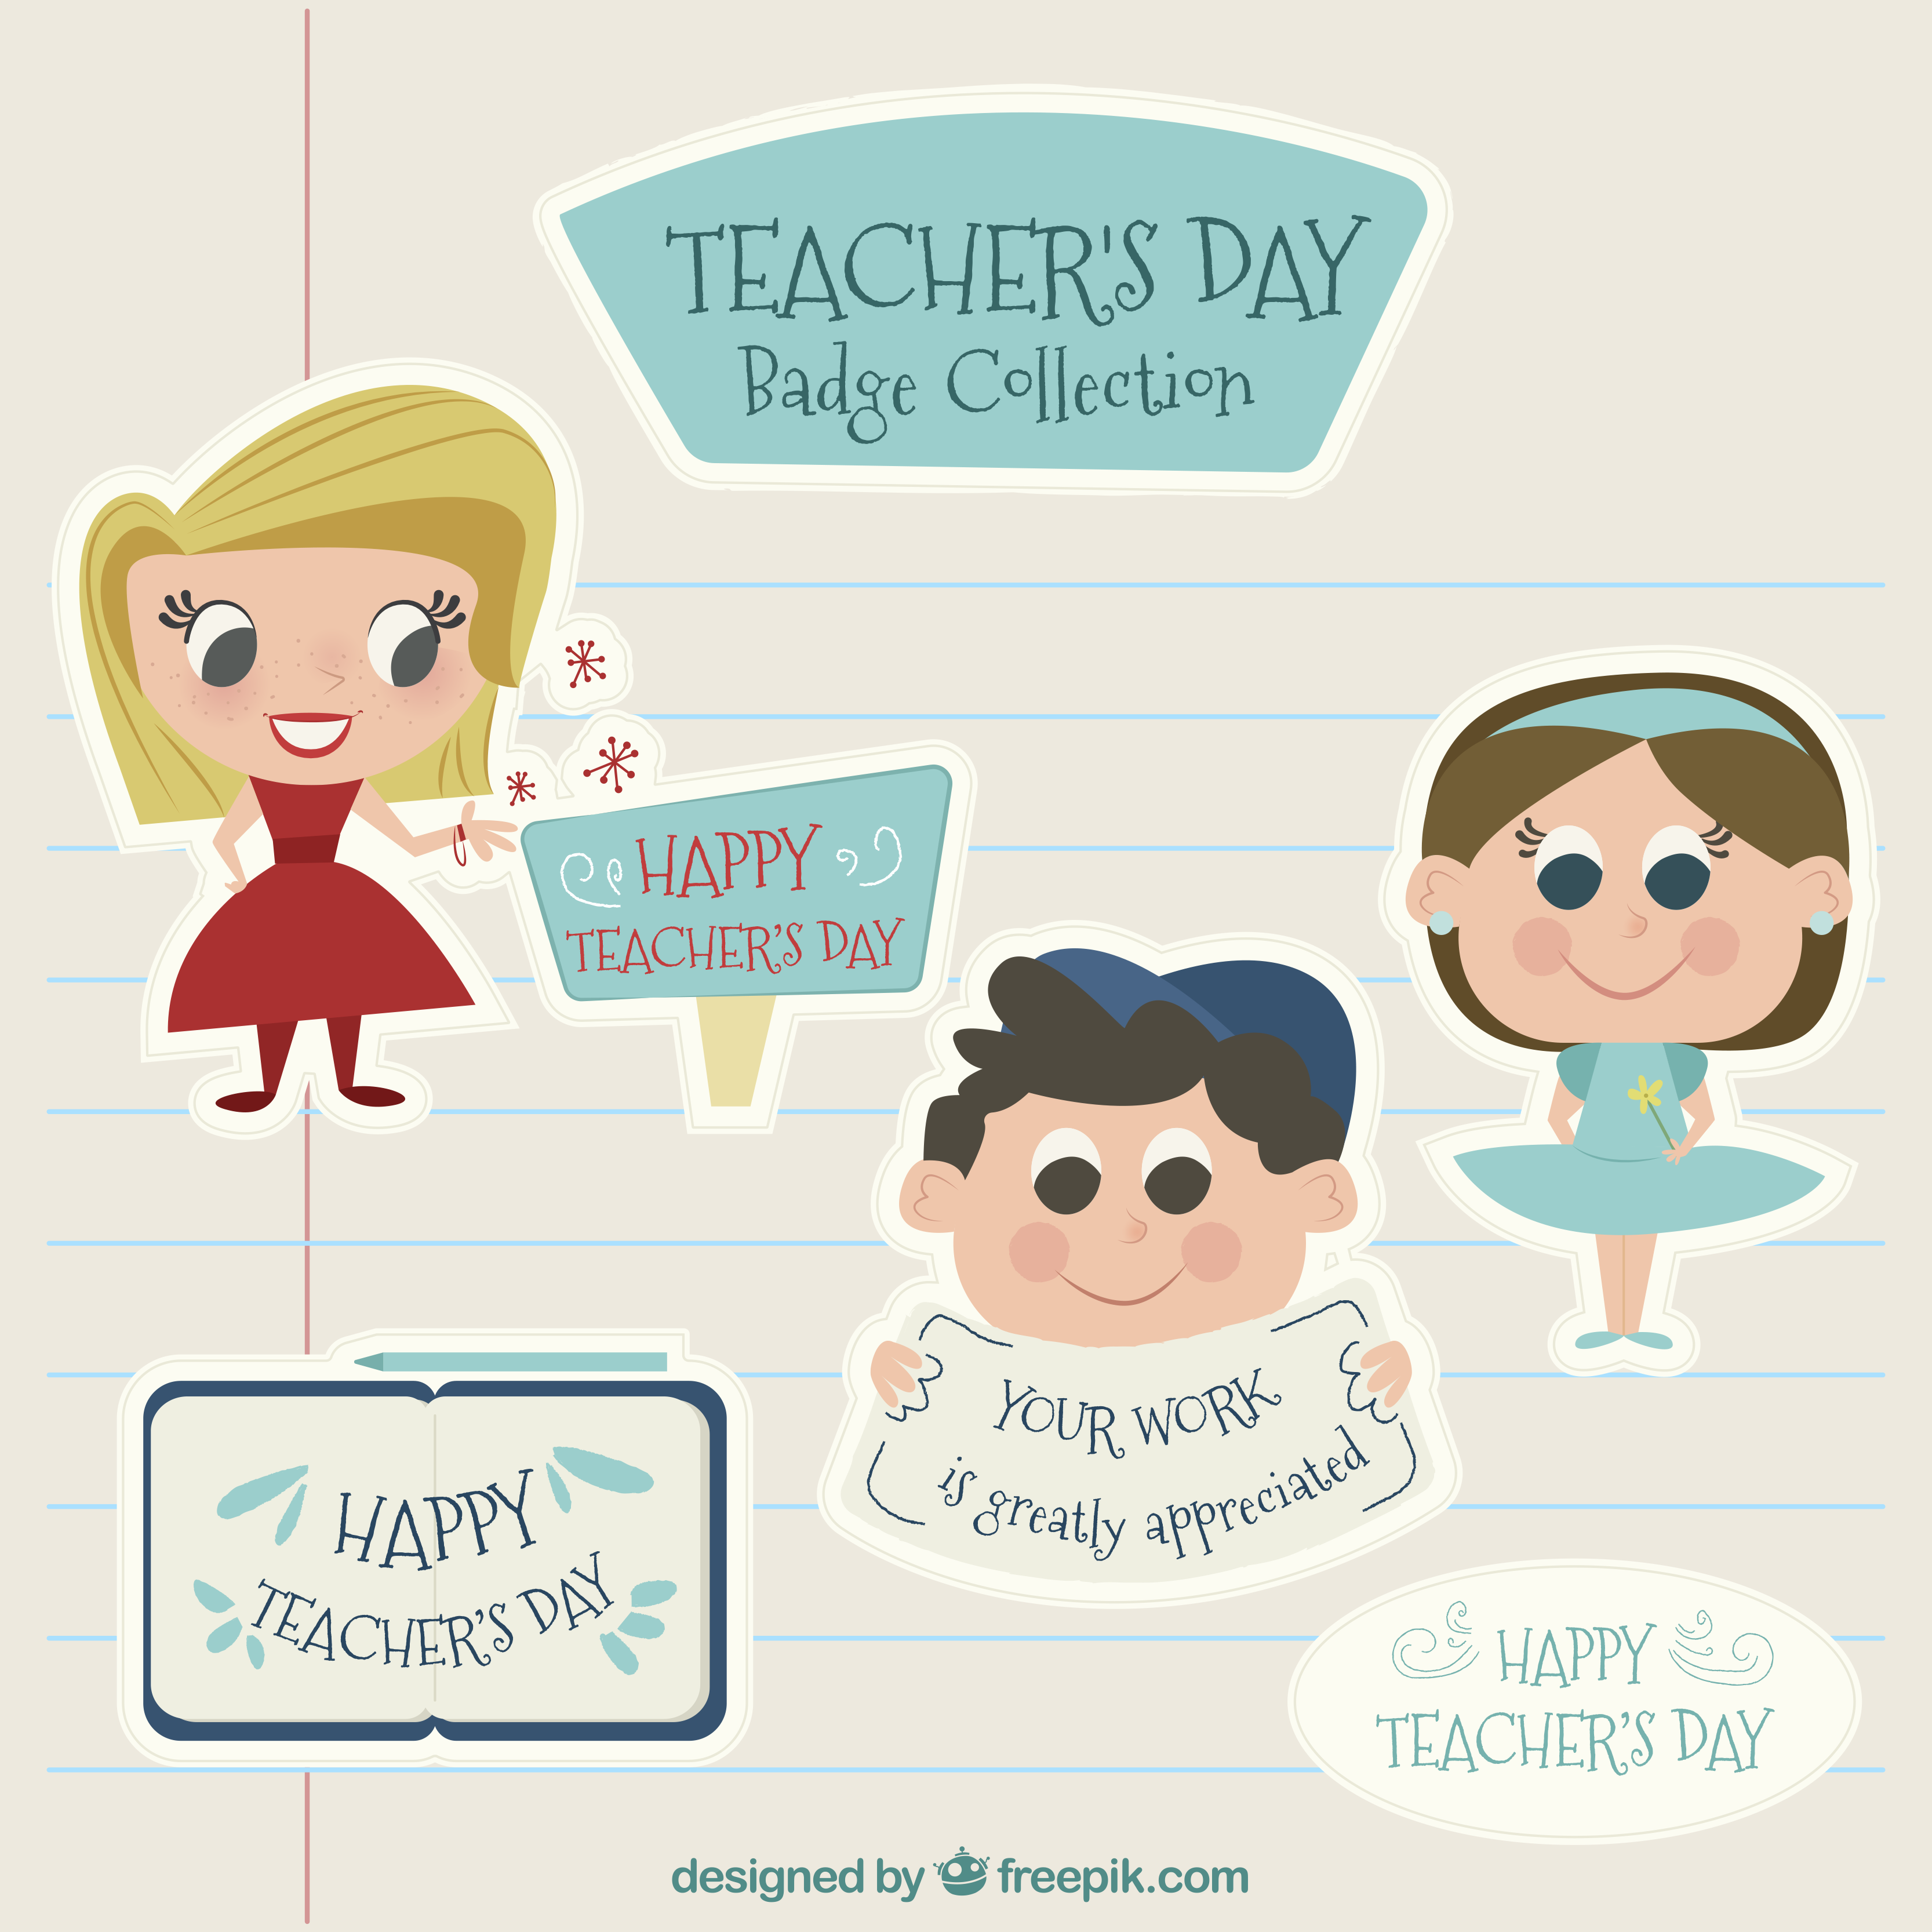 TEACHER'S DAY
Badge Collection
HAPPY
TEACHER'S DAY
YOUR WORK
is greatly appreciated
HAPPY
TEACHER'S DAY
HAPPY
TEACHER'S DAY
designed by freepik.com